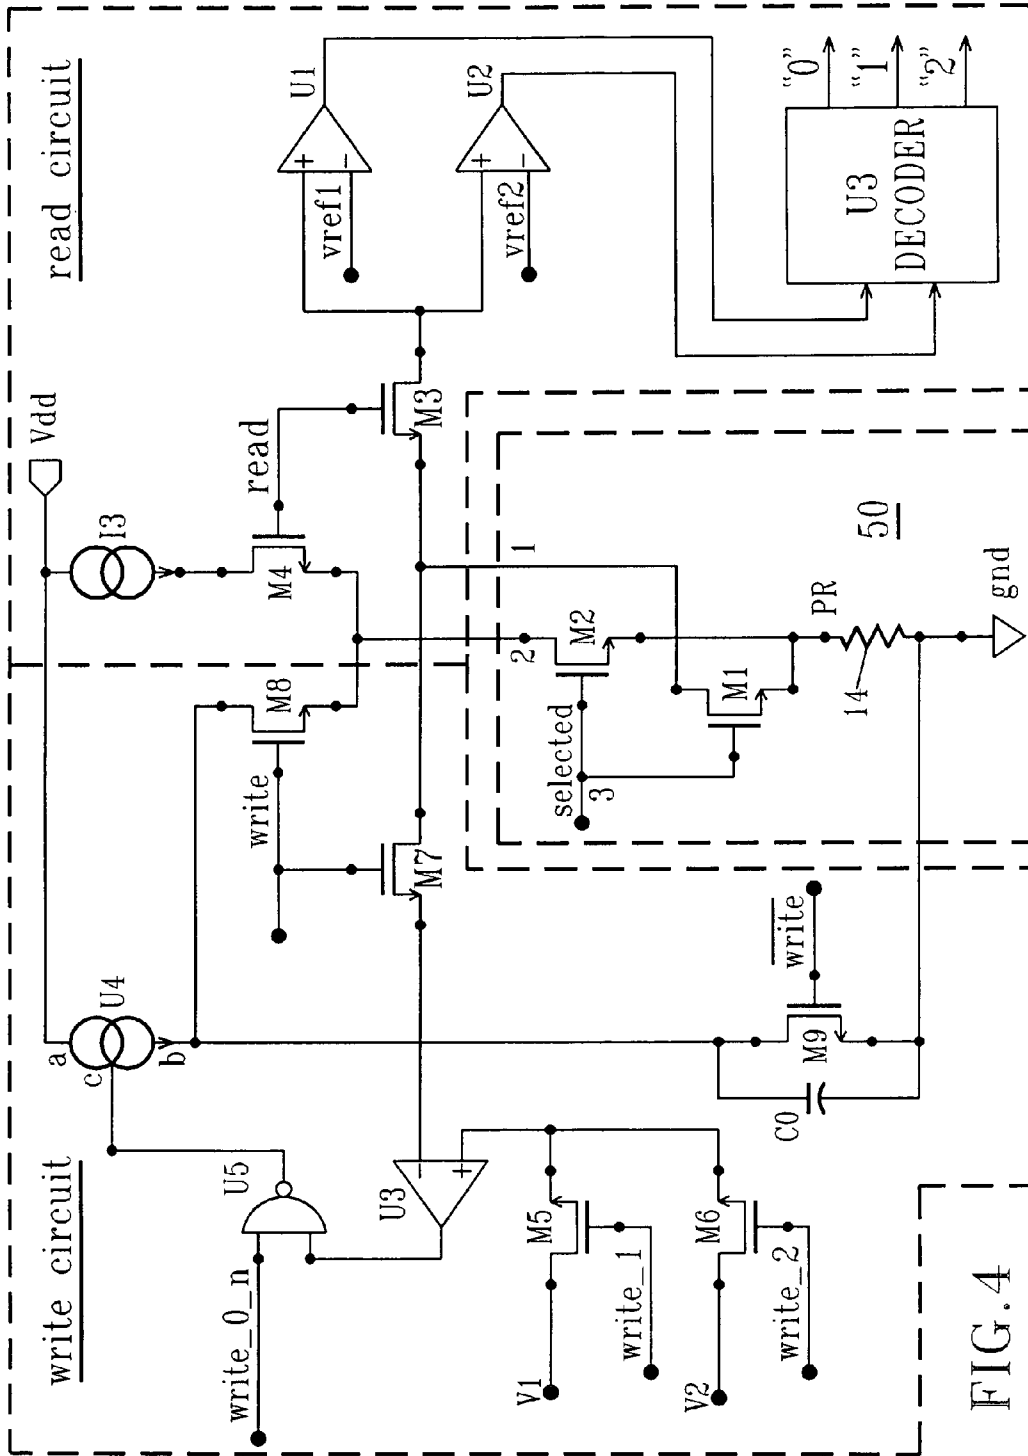 write circuit
read circuit
Vdd
U4
a
c
b
I3
U5
write_0_n
U3
+
−
M8
write
M7
M4
read
M3
U1
+
−
vref1
U2
+
−
vref2
U3
DECODER
"0"
"1"
"2"
V1
M5
write_1
V2
M6
write_2
C0
M9
write
selected
3
2
M2
1
M1
PR
14
50
gnd
FIG.4